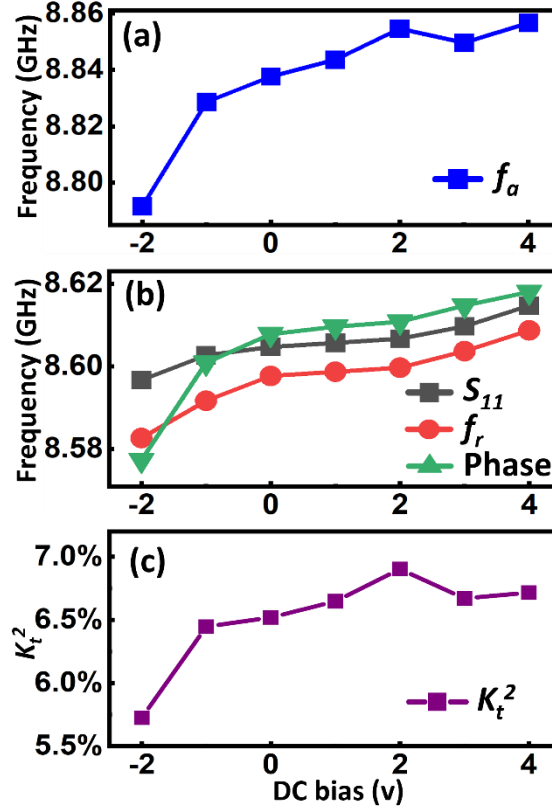 (a)
Frequency (GHz)
8.86
8.84
8.82
8.80
fa
-2 0 2 4
(b)
Frequency (GHz)
8.62
8.60
8.58
S11
fr
Phase
-2 0 2 4
(c)
Kt2
7.0%
6.5%
6.0%
5.5%
Kt2
-2 0 2 4
DC bias (v)